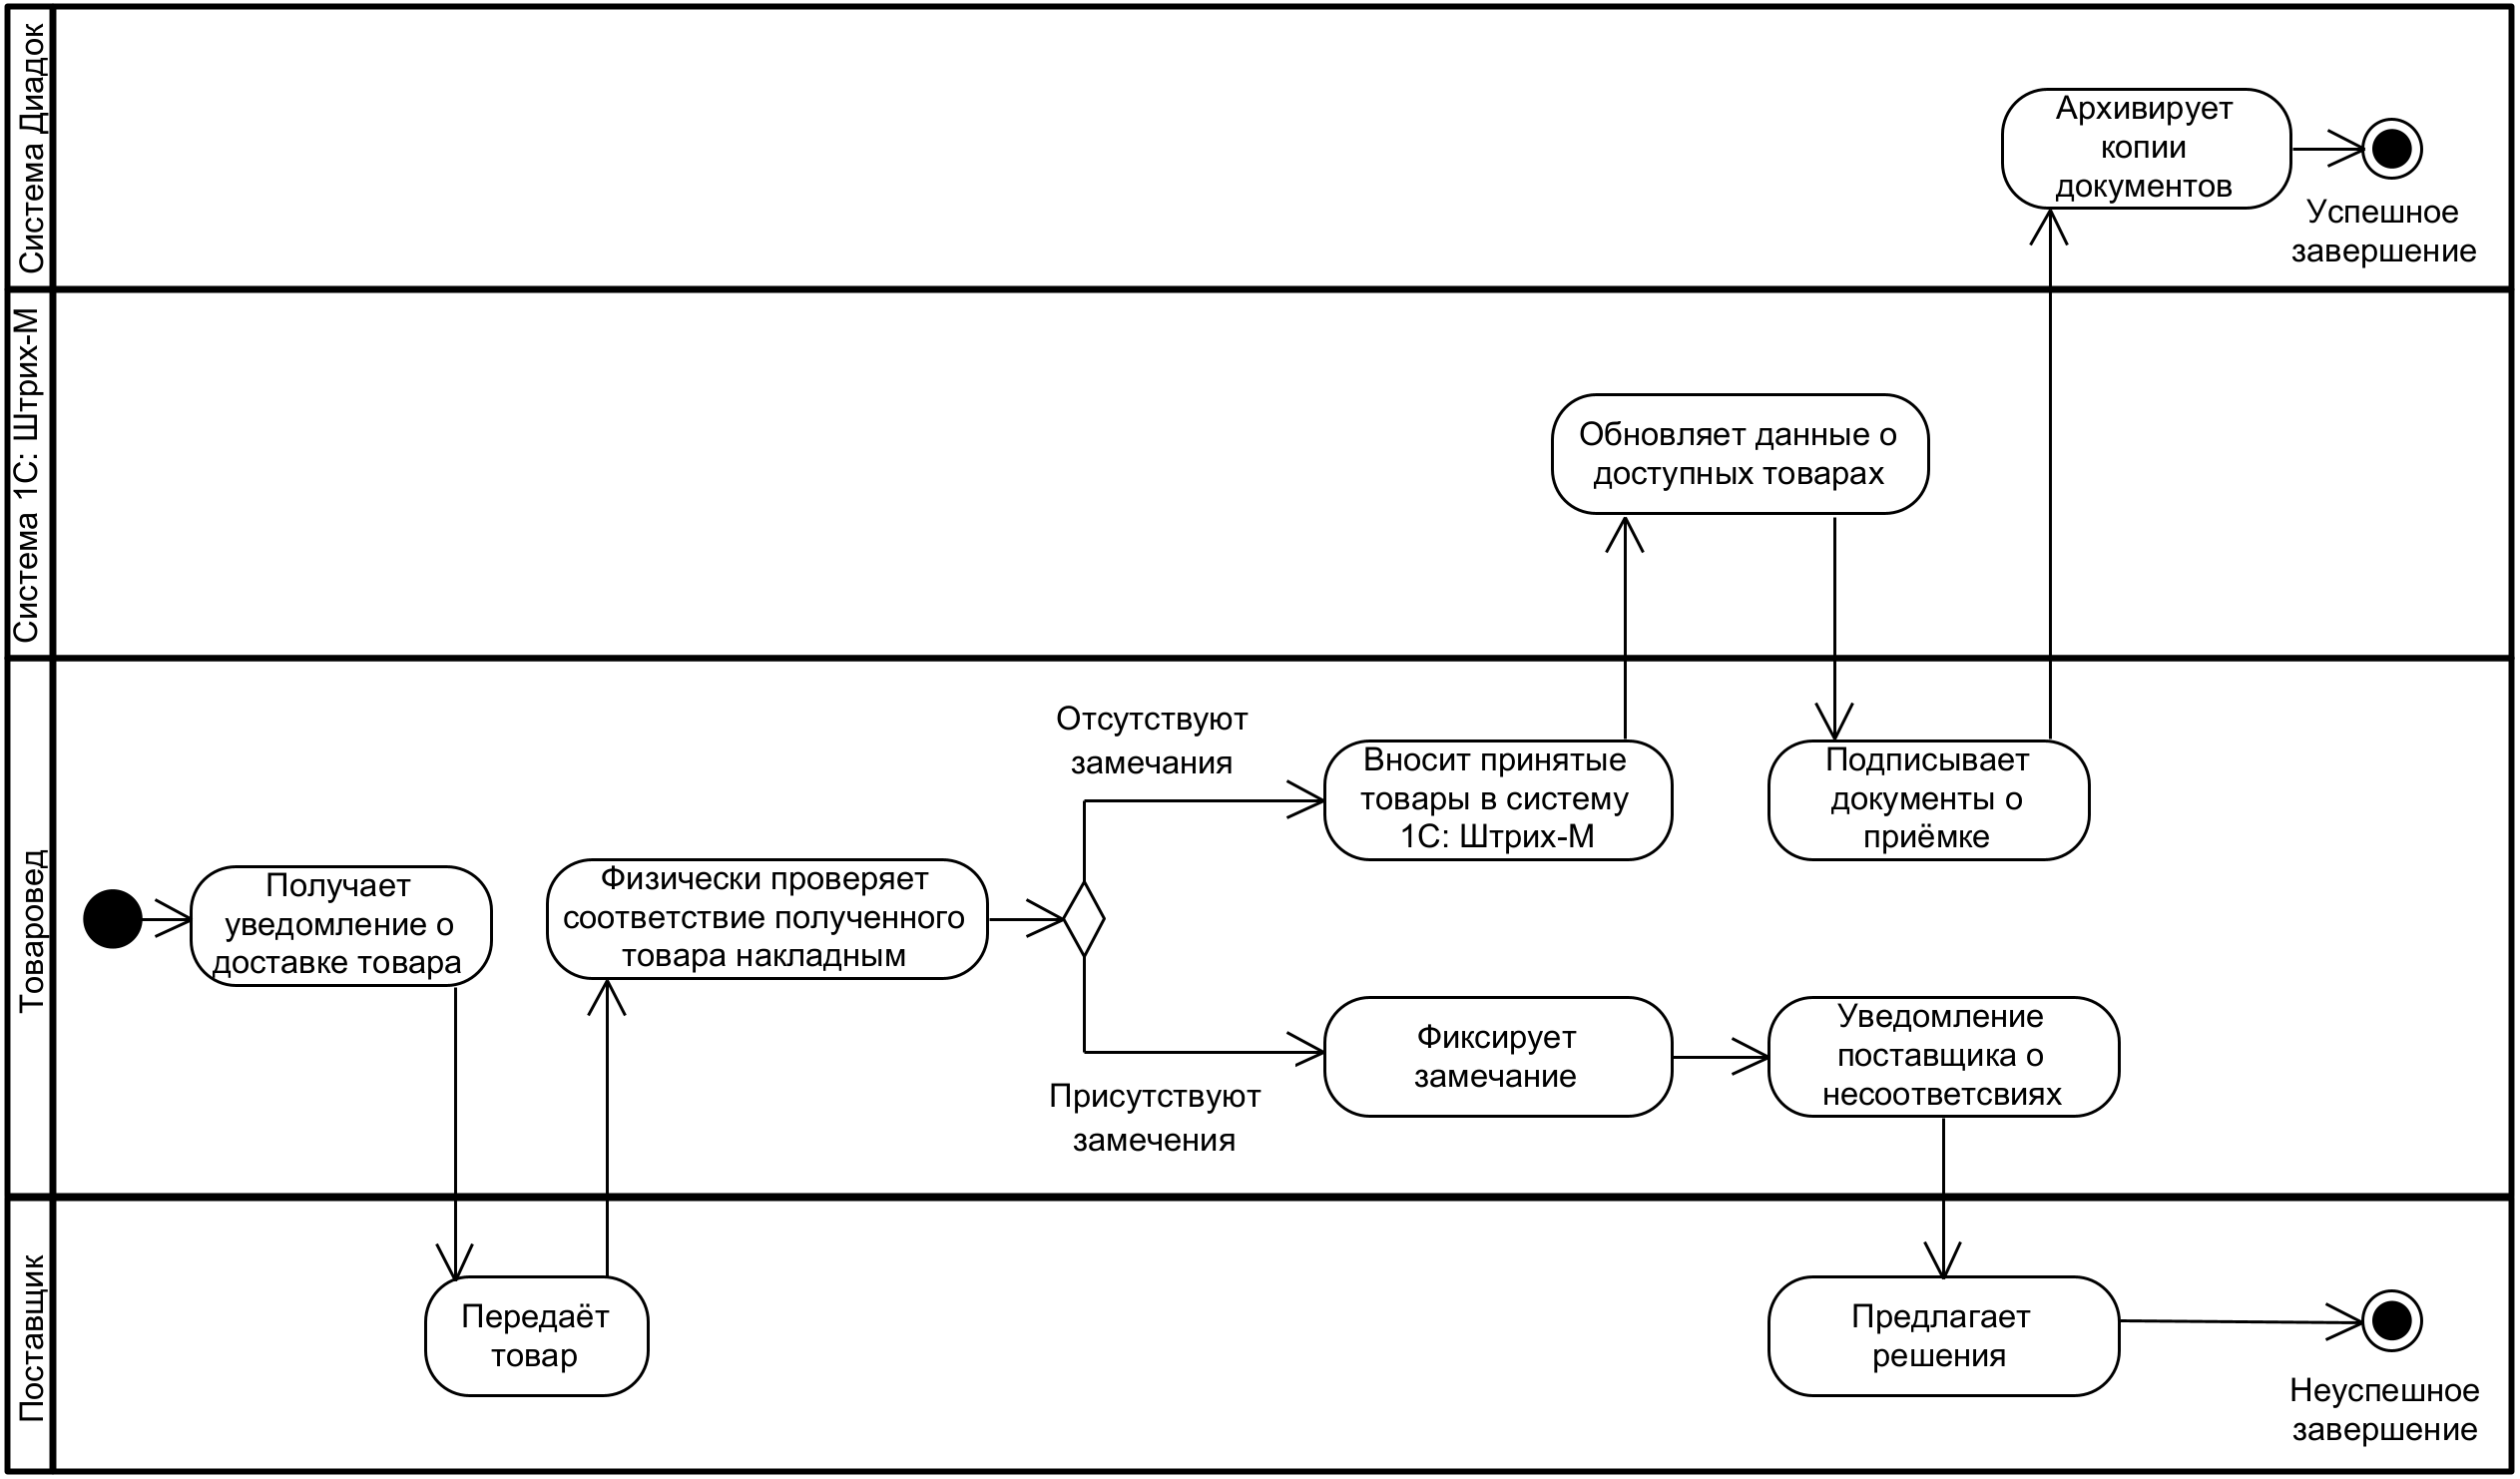 Система Диадок
Архивирует
копии
документов
Успешное
завершение
Система 1С: Штрих-М
Обновляет данные о
доступных товарах
Товаровед
Получает
уведомление о
доставке товара
Физически проверяет
соответствие полученного
товара накладным
Отсутствуют
замечания
Вносит принятые
товары в систему
1С: Штрих-М
Подписывает
документы о
приёмке
Присутствуют
замечения
Фиксирует
замечание
Уведомление
поставщика о
несоответсвиях
Поставщик
Передаёт
товар
Предлагает
решения
Неуспешное
завершение